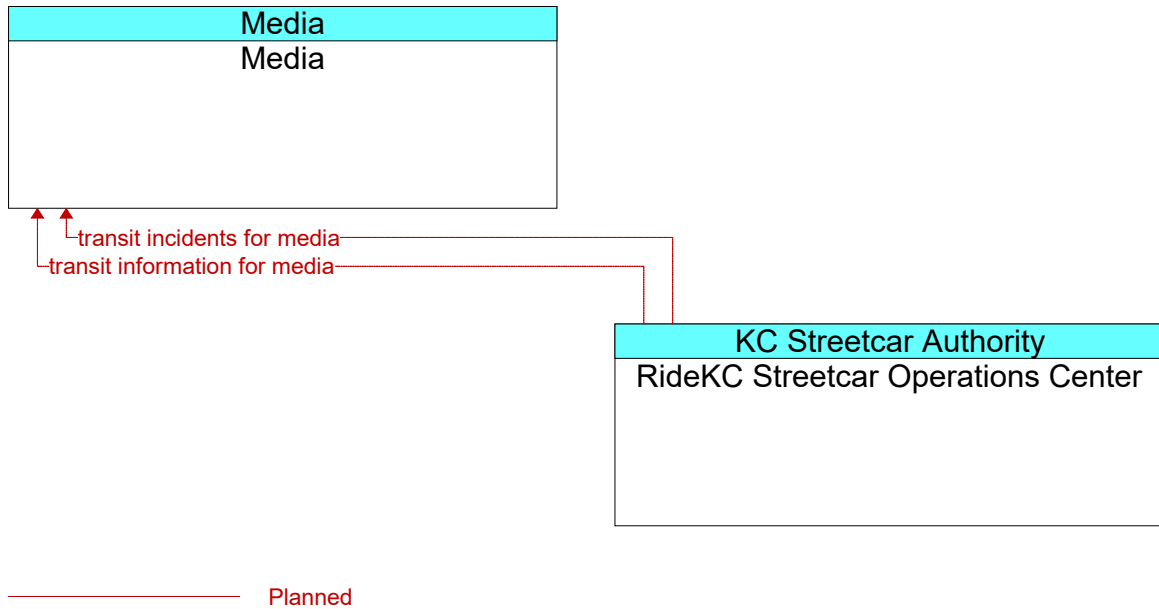 Media
Media
transit incidents for media
transit information for media
KC Streetcar Authority
RideKC Streetcar Operations Center
Planned